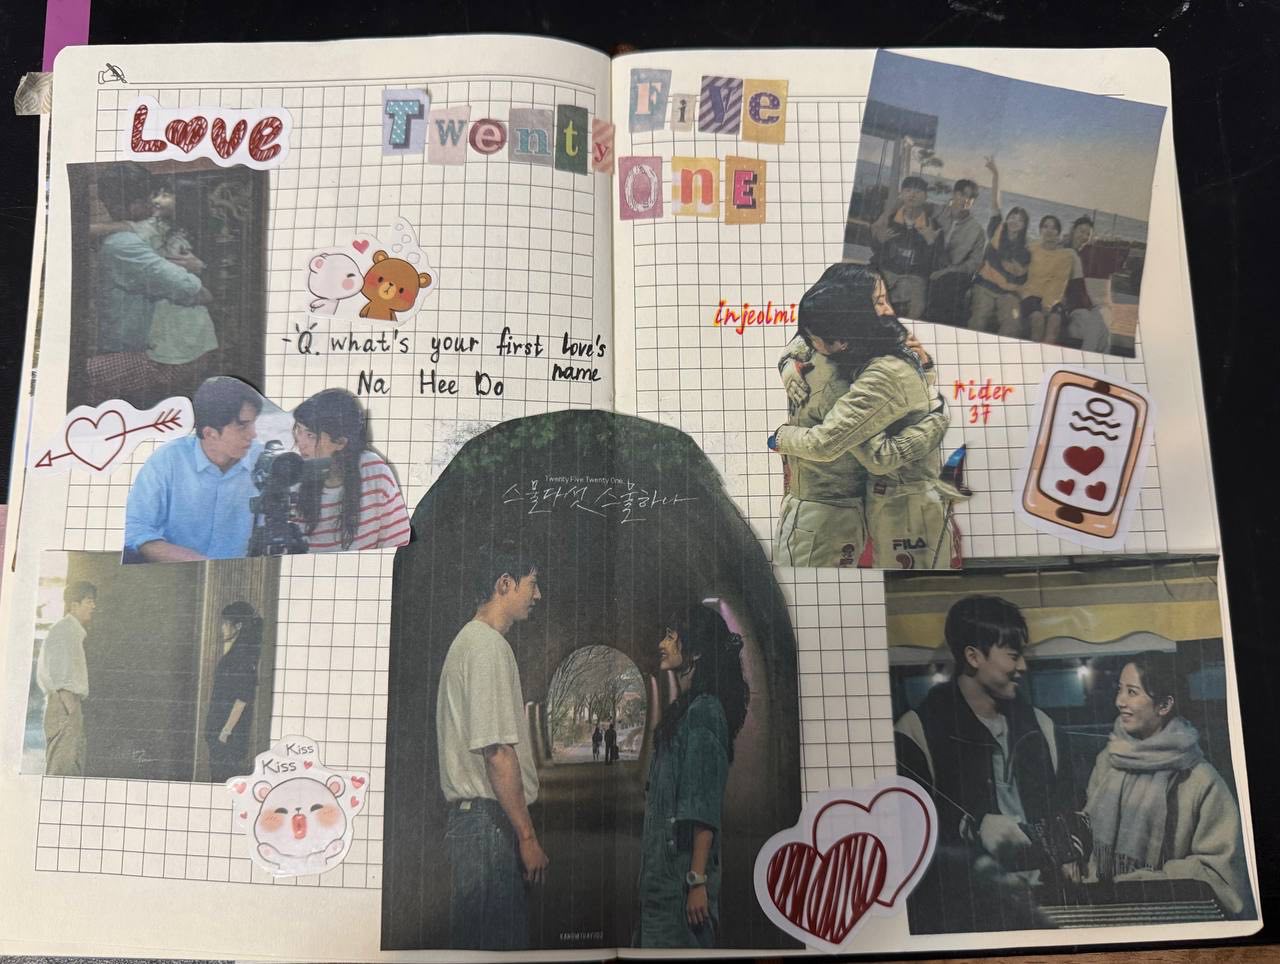 Love
Twenty Five
One
injeolmi
-Q. what's your first love's
name
Na Hee Do
rider
37
Twenty Five Twenty One
스물다섯 스물하나
FILA
Kiss
Kiss